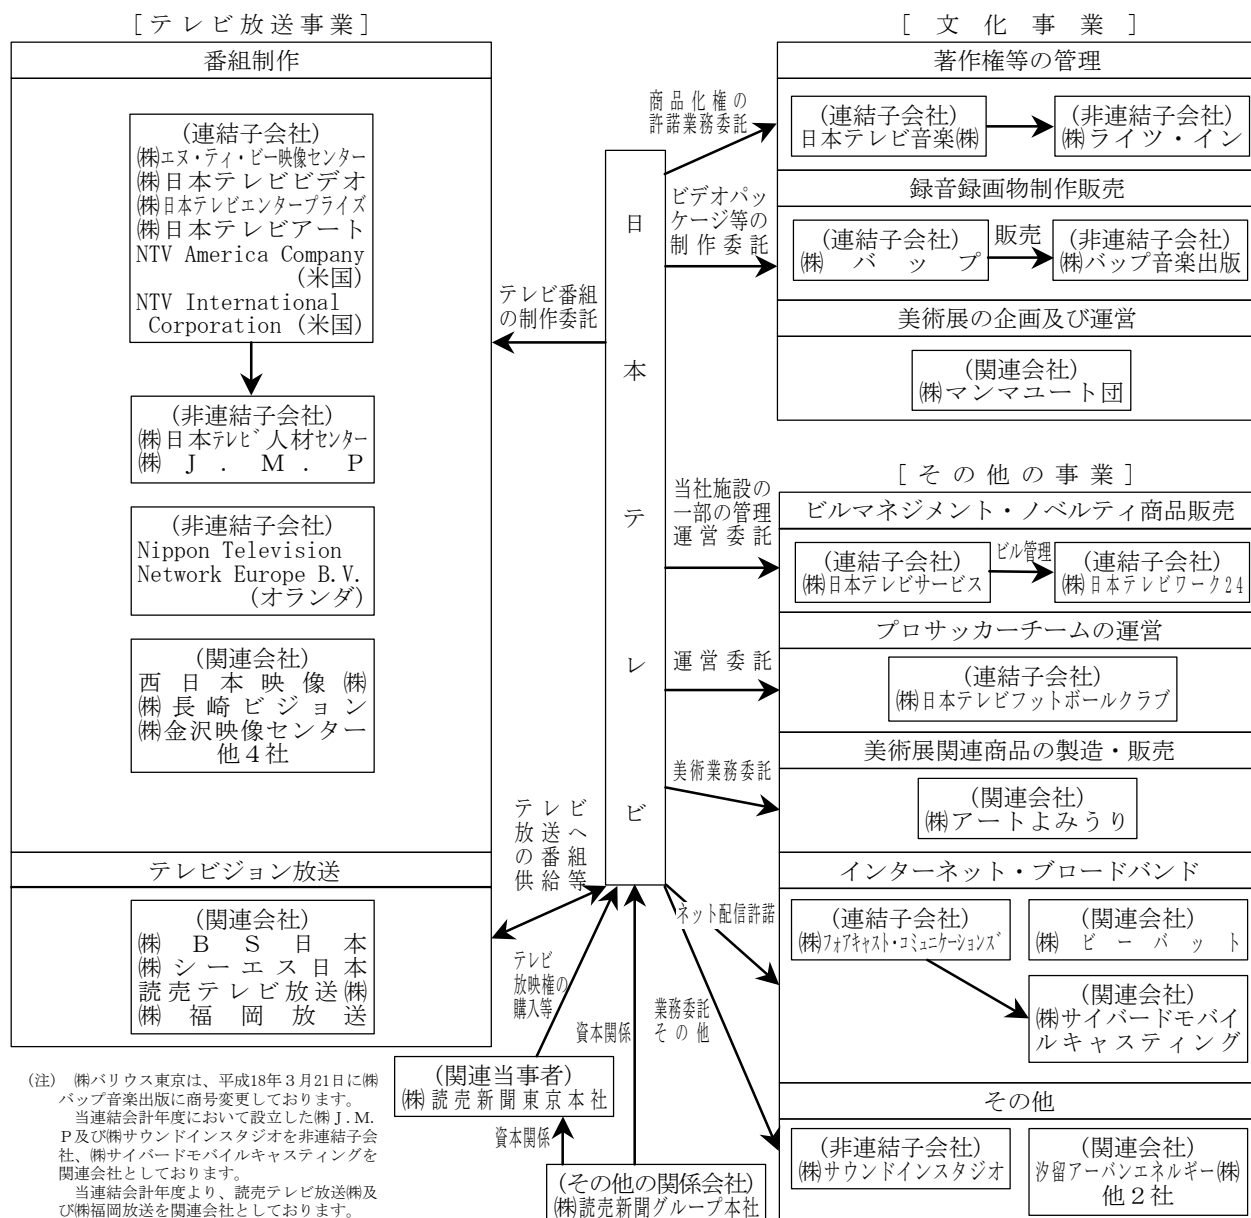 [テレビ放送事業]
番組制作
(連結子会社)
㈱エヌ・ティ・ビー映像センター
㈱日本テレビビデオ
㈱日本テレビエンタープライズ
㈱日本テレビアート
NTV America Company
(米国)
NTV International
Corporation (米国)
(非連結子会社)
㈱日本テレビ人材センター
㈱J.M.P
(非連結子会社)
Nippon Television
Network Europe B.V.
(オランダ)
(関連会社)
西日本映像㈱
㈱長崎ビジョン
㈱金沢映像センター
他4社
テレビジョン放送
(関連会社)
㈱BS日本
㈱シーエス日本
読売テレビ放送㈱
㈱福岡放送
(注) ㈱バリウス東京は、平成18年3月21日に㈱
バップ音楽出版に商号変更しております。
当連結会計年度において設立した㈱J.M.
P及び㈱サウンドインスタジオを非連結子会
社、㈱サイバードモバイルキャスティングを
関連会社としております。
当連結会計年度より、読売テレビ放送㈱及
び㈱福岡放送を関連会社としております。
テレビ番組
の制作委託
テレビ
放送へ
の番組
供給等
テレビ
放映権の
購入等
資本関係
(関連当事者)
㈱読売新聞東京本社
資本関係
(その他の関係会社)
㈱読売新聞グループ本社
日本テレビ
商品化権の
許諾業務委託
ビデオパッ
ケージ等の
制作委託
当社施設の
一部の管理
運営委託
運営委託
美術業務委託
ネット配信許諾
業務委託
その他
[文化事業]
著作権等の管理
(連結子会社)
日本テレビ音楽㈱
(非連結子会社)
㈱ライツ・イン
録音録画物制作販売
(連結子会社)
㈱バップ
販売
(非連結子会社)
㈱バップ音楽出版
美術展の企画及び運営
(関連会社)
㈱マンマユート団
[その他の事業]
ビルマネジメント・ノベルティ商品販売
(連結子会社)
㈱日本テレビサービス
ビル管理
(連結子会社)
㈱日本テレビワーク24
プロサッカーチームの運営
(連結子会社)
㈱日本テレビフットボールクラブ
美術展関連商品の製造・販売
(関連会社)
㈱アートよみうり
インターネット・ブロードバンド
(連結子会社)
㈱フォアキャスト・コミュニケーションズ
(関連会社)
㈱ビーバット
(関連会社)
㈱サイバードモバイ
ルキャスティング
その他
(非連結子会社)
㈱サウンドインスタジオ
(関連会社)
汐留アーバンエネルギー㈱
他2社